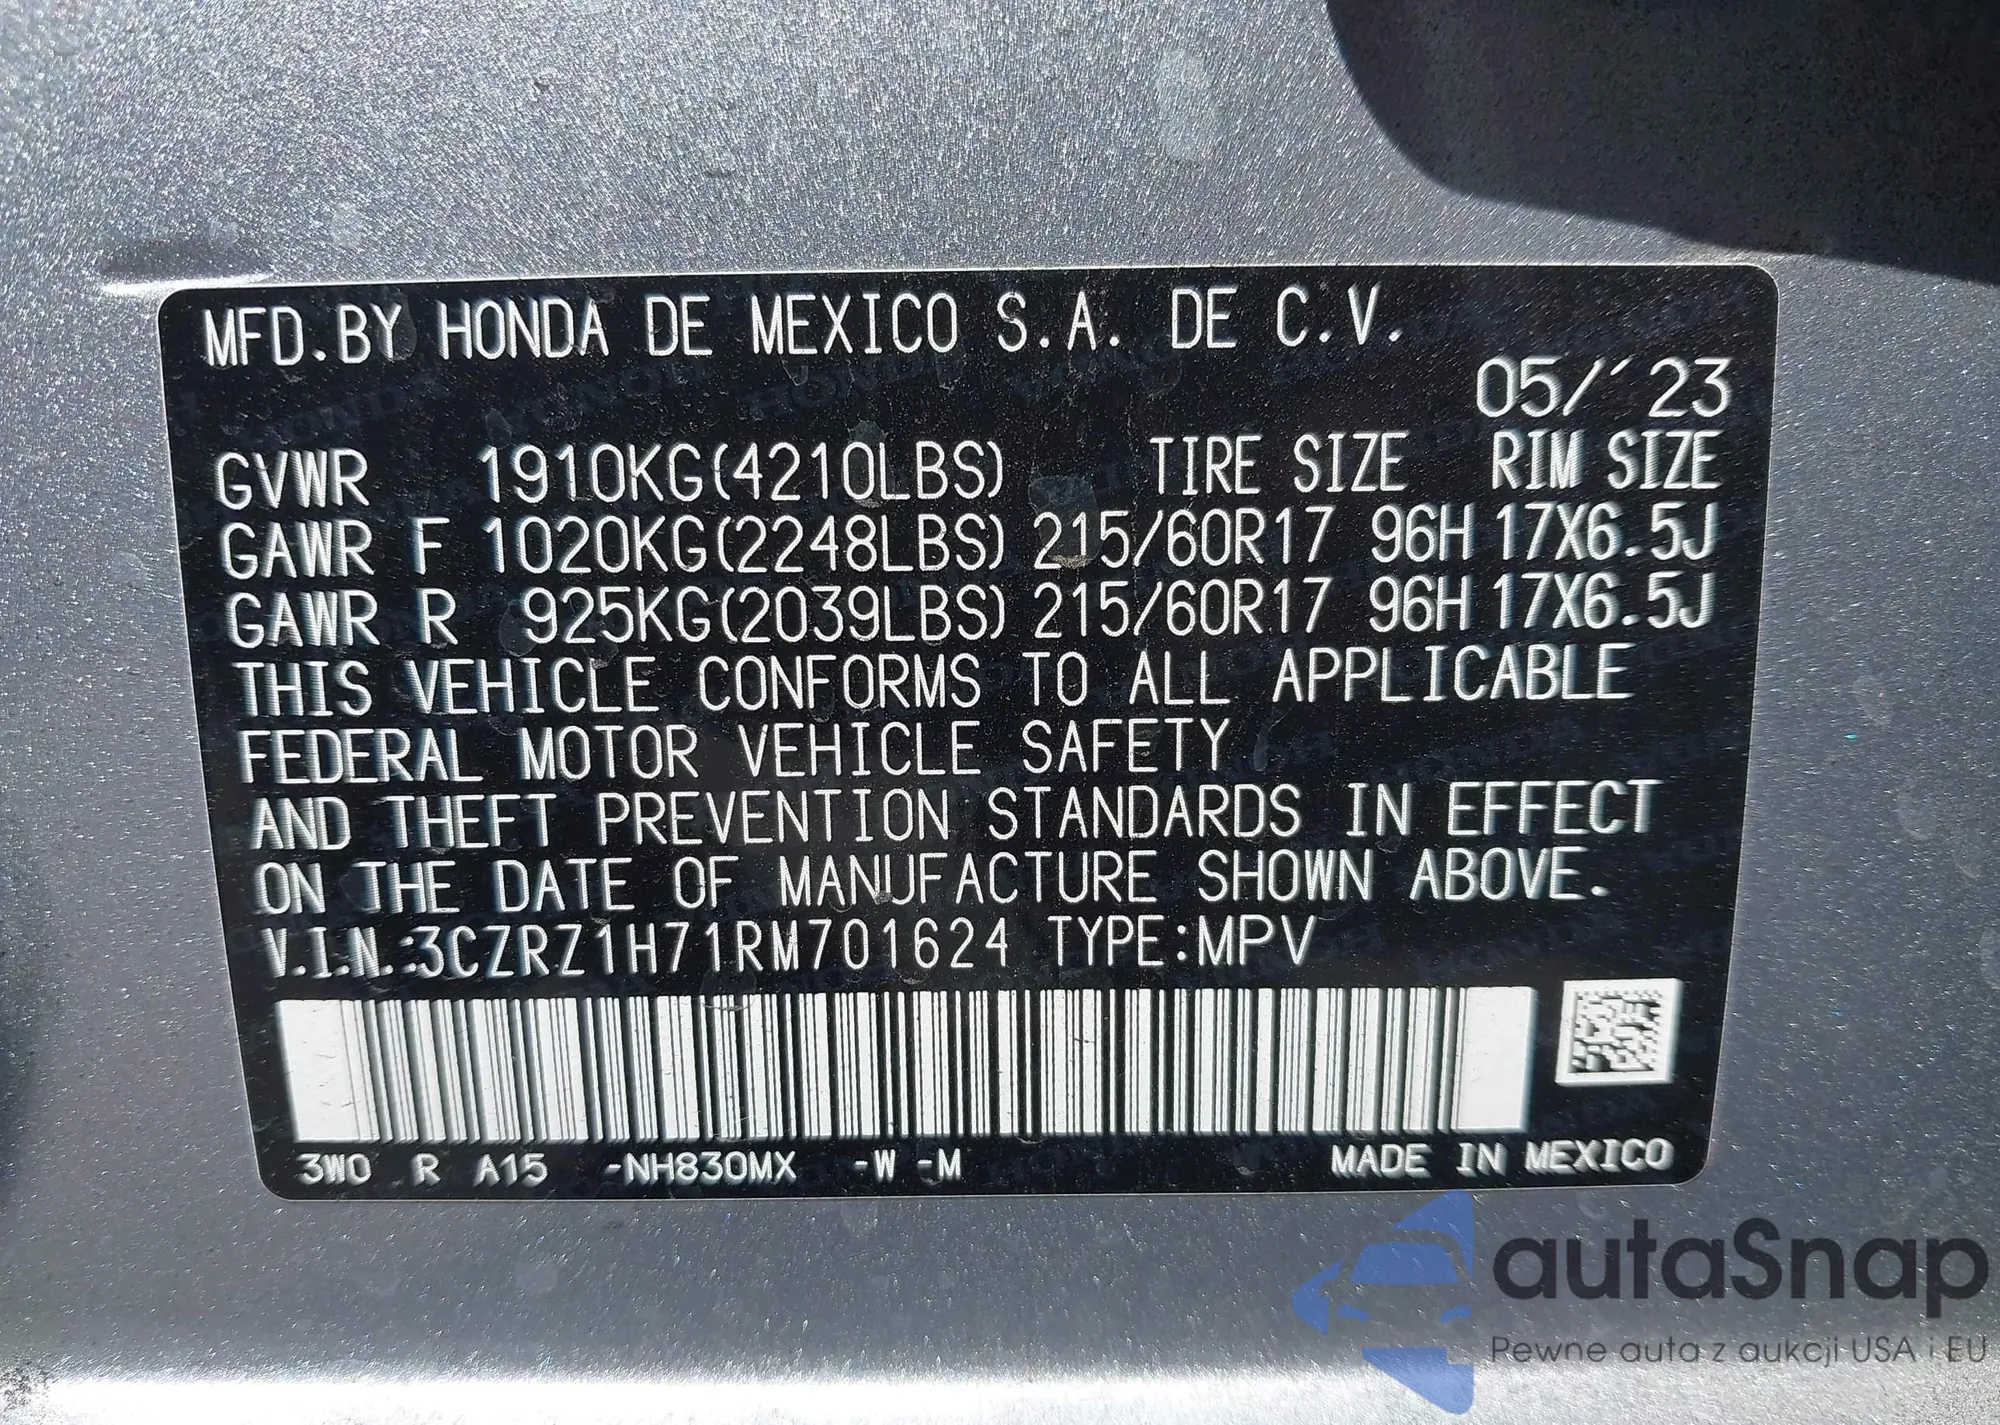 MFD.BY HONDA DE MEXICO S.A. DE C.V.
05/´23
GVWR 1910KG(4210LBS) TIRE SIZE RIM SIZE
GAWR F 1020KG(2248LBS) 215/60R17 96H 17X6.5J
GAWR R 925KG(2039LBS) 215/60R17 96H 17X6.5J
THIS VEHICLE CONFORMS TO ALL APPLICABLE
FEDERAL MOTOR VEHICLE SAFETY
AND THEFT PREVENTION STANDARDS IN EFFECT
ON THE DATE OF MANUFACTURE SHOWN ABOVE.
V.I.N.:3CZRZ1H71RM701624 TYPE:MPV
3W0 R A15 -NH830MX -W -M MADE IN MEXICO
autaSnap
Pewne auta z aukcji USA i EU